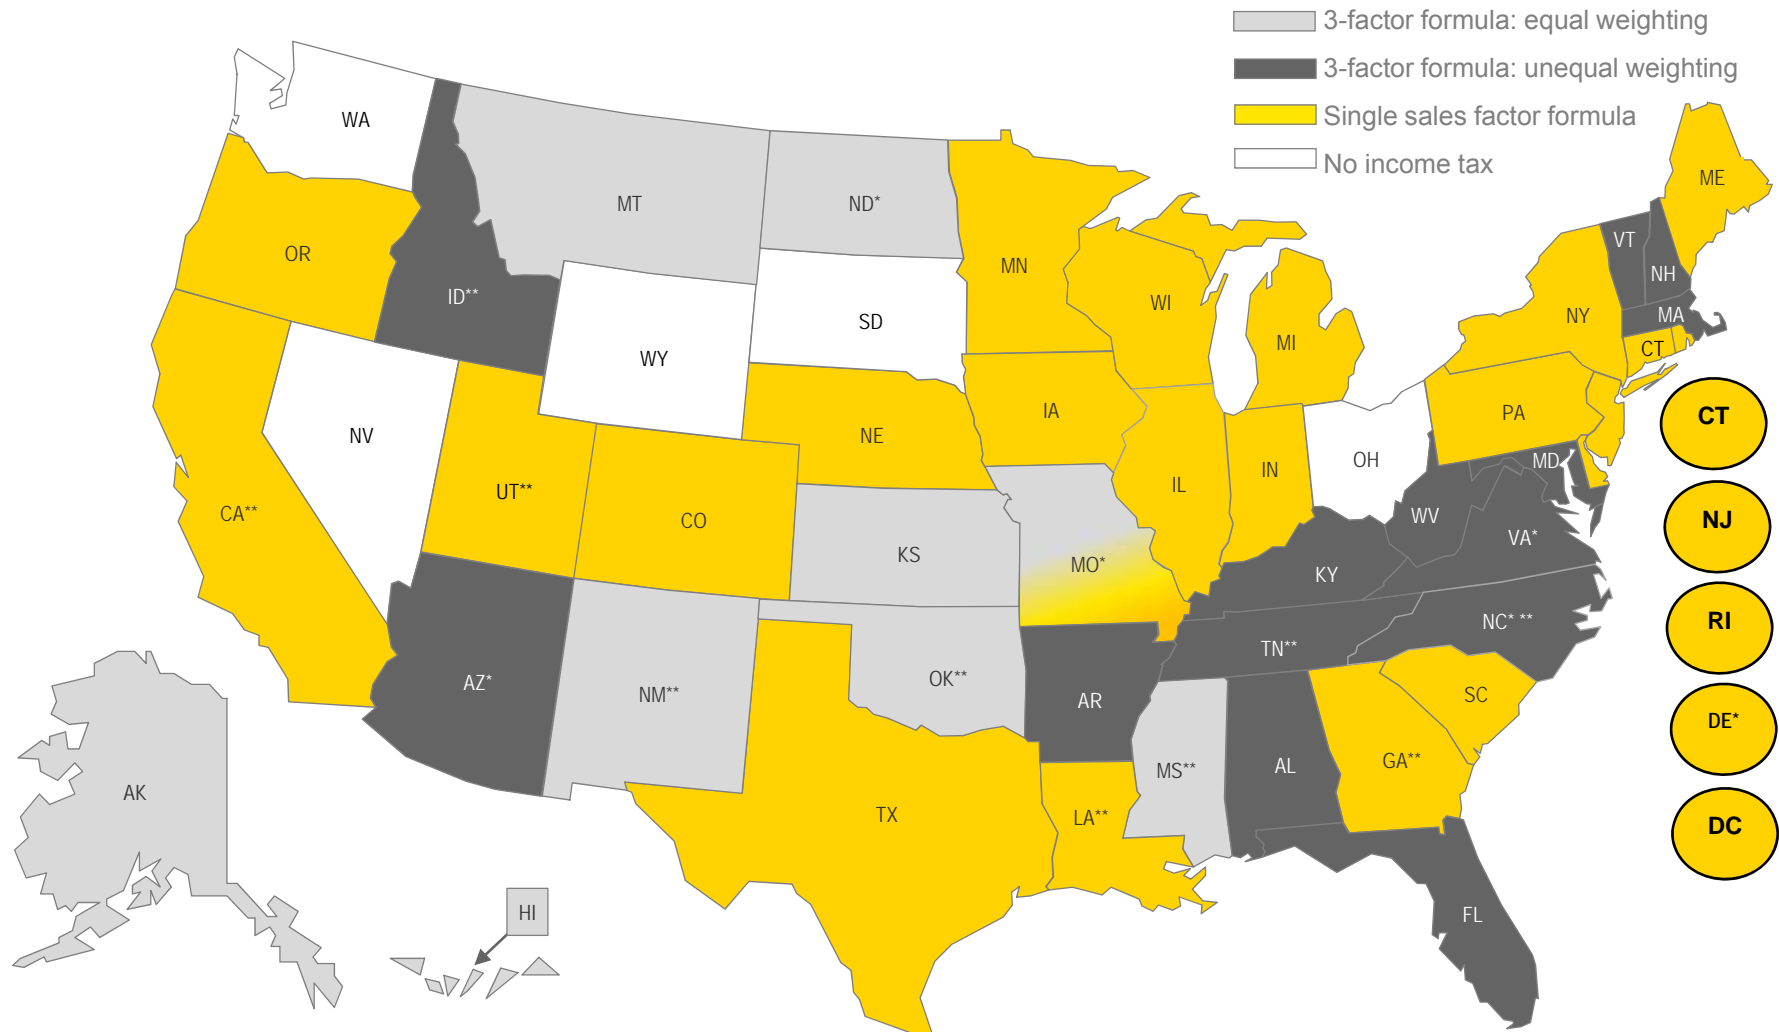 3-factor formula: equal weighting
3-factor formula: unequal weighting
Single sales factor formula
No income tax
WA
MT
ND*
ME
OR
ID**
MN
VT
NH
SD
WI
NY
MA
WY
MI
CT
NV
NE
IA
PA
CT
UT**
CO
IL
IN
OH
MD
CA**
KS
MO*
WV
VA*
NJ
KY
NC* **
RI
AZ*
NM**
OK**
AR
TN**
SC
DE*
AK
TX
LA**
MS**
AL
GA**
DC
HI
FL